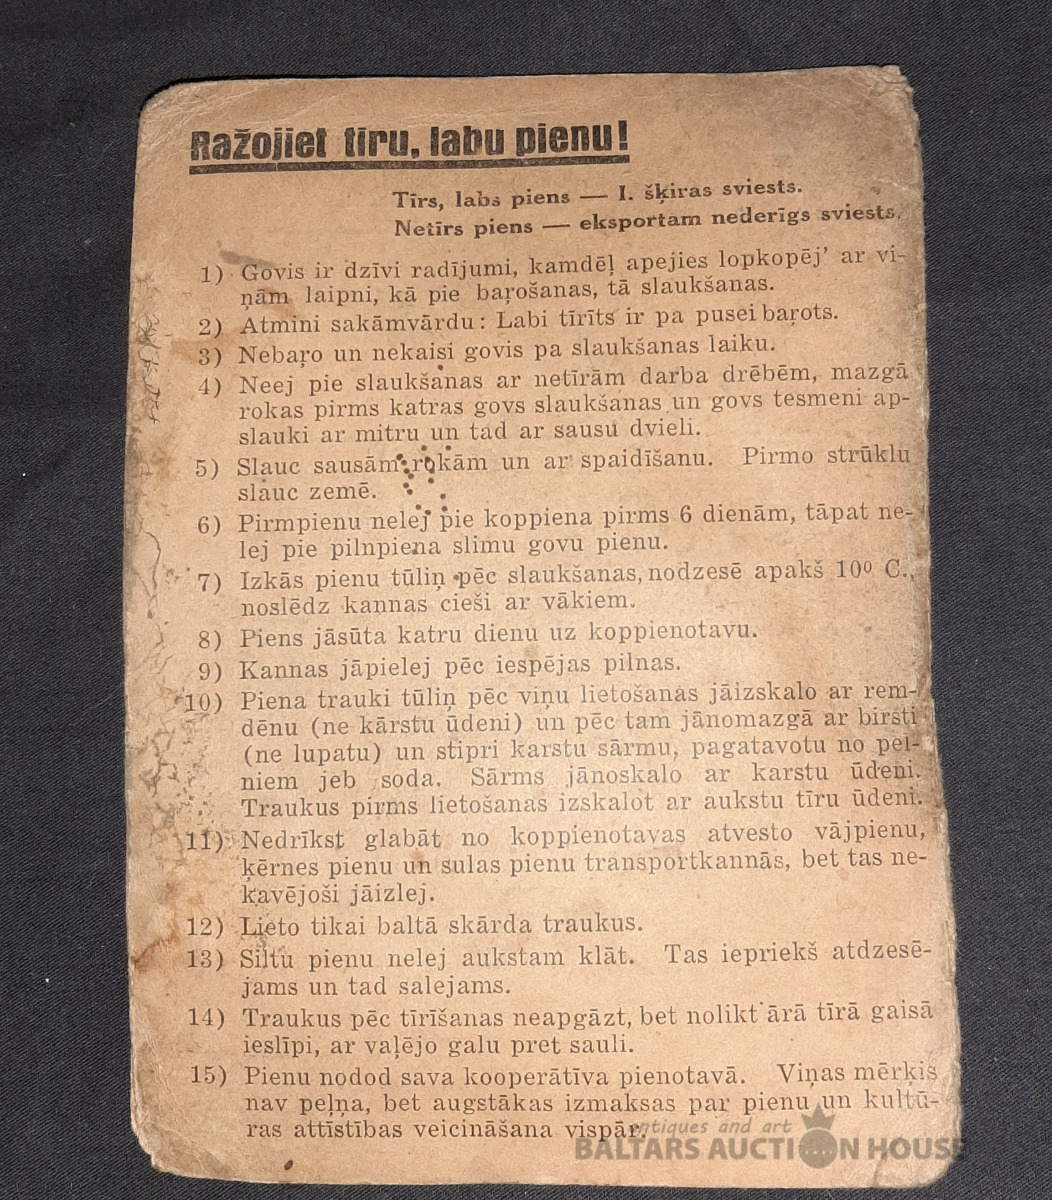 Ražojiet tīru, labu pienu!
Tīrs, labs piens — I. šķiras sviests.
Netīrs piens — eksportam nederīgs sviests.
1) Govis ir dzīvi radījumi, kamdēļ apejies lopkopēj' ar vi-
ņām laipni, kā pie baŗošanas, tā slaukšanas.
2) Atmini sakāmvārdu: Labi tīrīts ir pa pusei baŗots.
3) Nebaŗo un nekaisi govis pa slaukšanas laiku.
4) Neej pie slaukšanas ar netīrām darba drēbēm, mazgā
rokas pirms katras govs slaukšanas un govs tesmeni ap-
slauki ar mitru un tad ar sausu dvieli.
5) Slauc sausām rokām un ar spaidīšanu. Pirmo strūklu
slauc zemē.
6) Pirmpienu nelej pie koppiena pirms 6 dienām, tāpat ne-
lej pie pilnpiena slimu govu pienu.
7) Izkās pienu tūliņ pēc slaukšanas, nodzesē apakš 10º C.,
noslēdz kannas cieši ar vākiem.
8) Piens jāsūta katru dienu uz koppienotavu.
9) Kannas jāpielej pēc iespējas pilnas.
10) Piena trauki tūliņ pēc viņu lietošanas jāizskalo ar rem-
dēnu (ne kārstu ūdeni) un pēc tam jānomazgā ar birsti
(ne lupatu) un stipri karstu sārmu, pagatavotu no pel-
niem jeb soda. Sārms jānoskalo ar karstu ūdeni.
Traukus pirms lietošanas izskalot ar aukstu tīru ūdeni.
11) Nedrīkst glabāt no koppienotavas atvesto vājpienu,
ķērnes pienu un sulas pienu transportkannās, bet tas ne-
kavējoši jāizlej.
12) Lieto tikai baltā skārda traukus.
13) Siltu pienu nelej aukstam klāt. Tas iepriekš atdzesē-
jams un tad salejams.
14) Traukus pēc tīrīšanas neapgāzt, bet nolikt ārā tīrā gaisā
ieslīpi, ar vaļējo galu pret sauli.
15) Pienu nodod sava kooperātīva pienotavā. Viņas mērķis
nav peļņa, bet augstākas izmaksas par pienu un kultū-
ras attīstības veicināšana vispār.
antiques and art
BALTARS AUCTION HOUSE